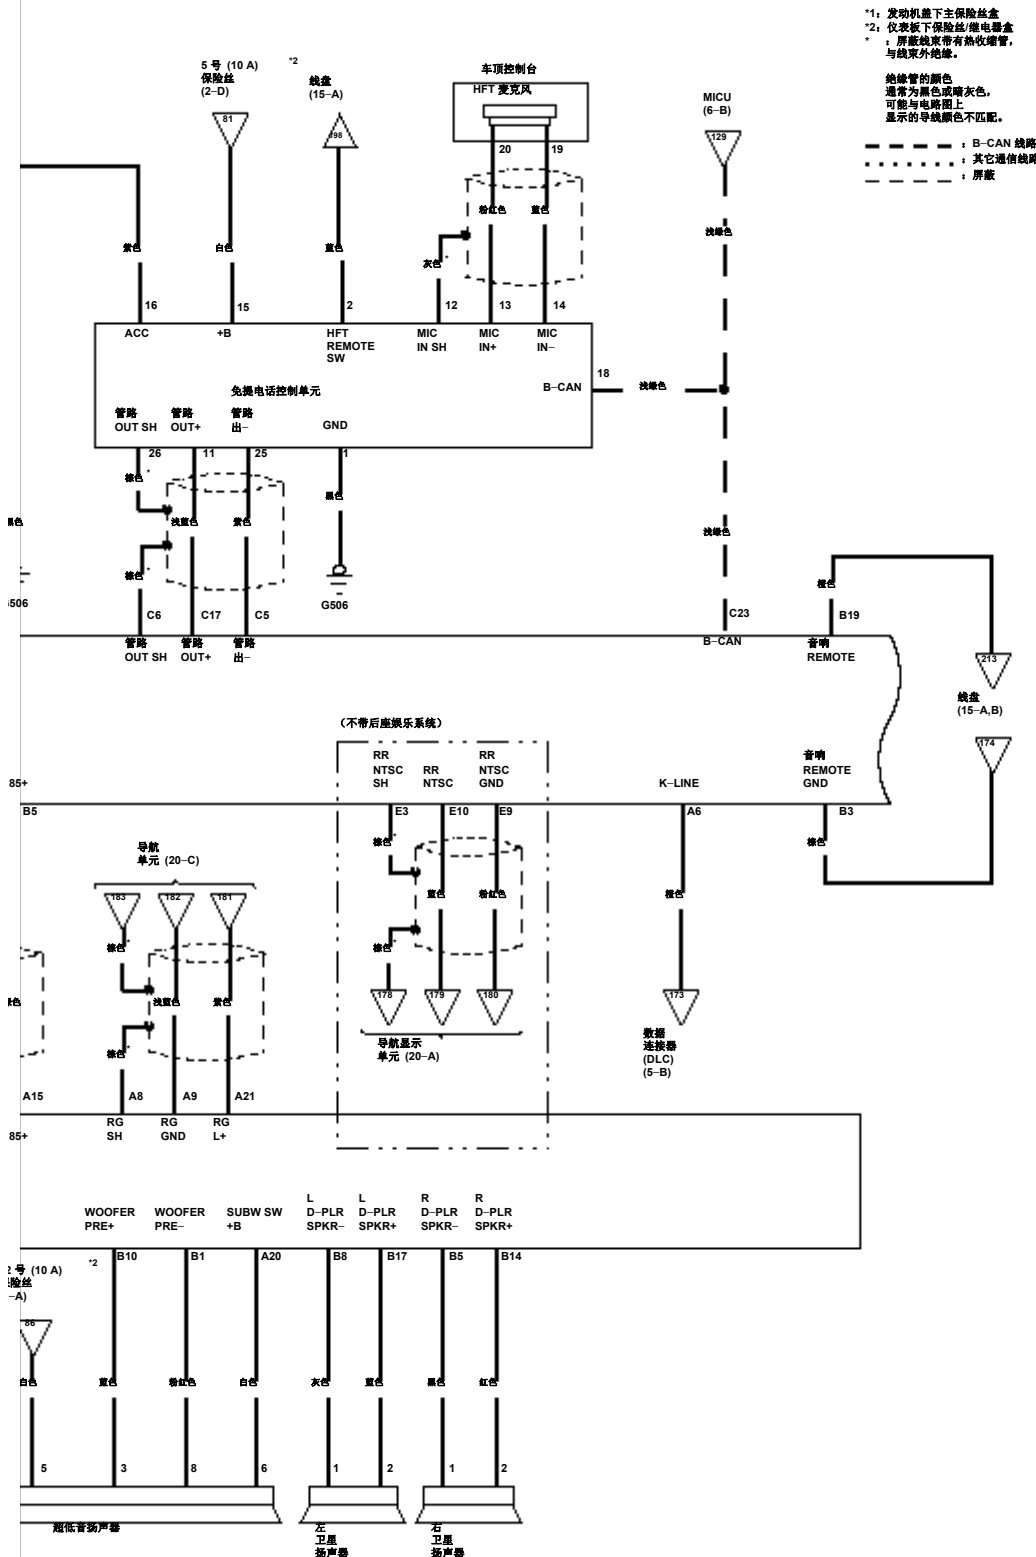 *1：发动机盖下主保险丝盒
*2：仪表板下保险丝/继电器盒
*  ：屏蔽线束带有热收缩管，
与线束外绝缘。
绝缘管的颜色
通常为黑色或暗灰色，
可能与电路图上
显示的导线颜色不匹配。
：B–CAN 线路
：其它通信线路
：屏蔽
5 号 (10 A)
保险丝
(2–D)
*2
81
线盘
(15–A)
198
车顶控制台
HFT 麦克风
20
19
MICU
(6–B)
129
粉红色
蓝色
浅绿色
紫色
白色
蓝色
灰色*
16
15
2
12
13
14
ACC
+B
HFT
REMOTE
SW
MIC
IN SH
MIC
IN+
MIC
IN–
B–CAN
18
浅绿色
免提电话控制单元
管路
OUT SH
管路
OUT+
管路
出–
GND
26
11
25
1
棕色*
黑色
浅蓝色
紫色
浅绿色
棕色*
G506
橙色
C6
C17
C5
C23
B19
管路
OUT SH
管路
OUT+
管路
出–
B–CAN
音响
REMOTE
213
线盘
(15–A,B)
174
（不带后座娱乐系统）
RR
NTSC
SH
RR
NTSC
RR
NTSC
GND
K–LINE
音响
REMOTE
GND
85+
B5
E3
E10
E9
A6
B3
棕色*
棕色
导航
单元 (20–C)
183
182
181
蓝色
粉红色
橙色
棕色*
棕色*
178
179
180
173
浅蓝色
紫色
导航显示
单元 (20–A)
数据
连接器
(DLC)
(5–B)
棕色*
A15
A8
A9
A21
85+
RG
SH
RG
GND
RG
L+
WOOFER
PRE+
WOOFER
PRE–
SUBW SW
+B
L
D–PLR
SPKR–
L
D–PLR
SPKR+
R
D–PLR
SPKR–
R
D–PLR
SPKR+
B10
B1
A20
B8
B17
B5
B14
2 号 (10 A)
*2
险丝
–A)
86
白色
蓝色
粉红色
白色
灰色
蓝色
黑色
红色
5
3
8
6
1
2
1
2
超低音扬声器
左
卫星
扬声器
右
卫星
扬声器